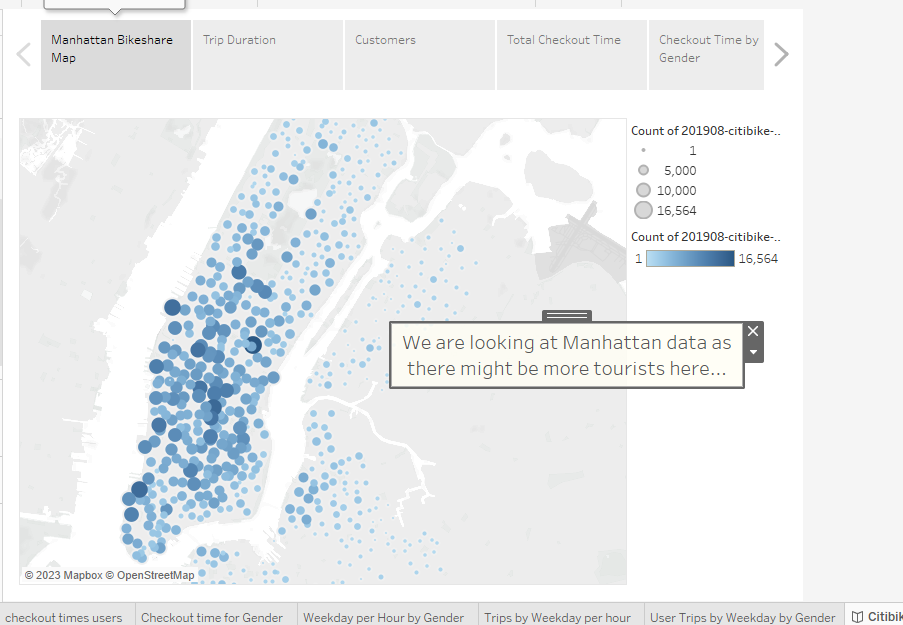 Manhattan Bikeshare
Map
Trip Duration
Customers
Total Checkout Time
Checkout Time by
Gender
Count of 201908-citibike-..
1
5,000
10,000
16,564
Count of 201908-citibike-..
1 16,564
We are looking at Manhattan data as
there might be more tourists here...
© 2023 Mapbox © OpenStreetMap
checkout times users
Checkout time for Gender
Weekday per Hour by Gender
Trips by Weekday per hour
User Trips by Weekday by Gender
Citibik